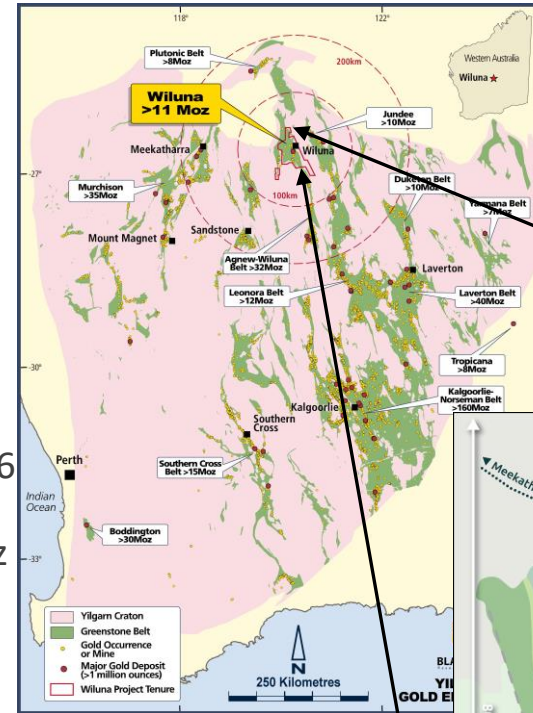 118°
122°
Plutonic Belt
>8Moz
200km
Western Australia
Wiluna
Wiluna
>11 Moz
Jundee
>10Moz
Meekatharra
Wiluna
-27°
Murchison
>35Moz
100km
Duketon Belt
>10Moz
Yamarna Belt
>7Moz
Sandstone
Mount Magnet
Agnew-Wiluna
Belt >32Moz
Laverton
Leonora Belt
>12Moz
Laverton Belt
>40Moz
-30°
Tropicana
>8Moz
Kalgoorlie
Kalgoorlie-
Norseman Belt
>160Moz
Southern
Cross
6
Perth
Southern Cross
Belt >15Moz
Indian
Ocean
z
Boddington
>30Moz
-33°
Yilgarn Craton
Greenstone Belt
Gold Occurrence
or Mine
Major Gold Deposit
(>1 million ounces)
Wiluna Project Tenure
N
250 Kilometres
BLA
YI
GOLD E
Meekath